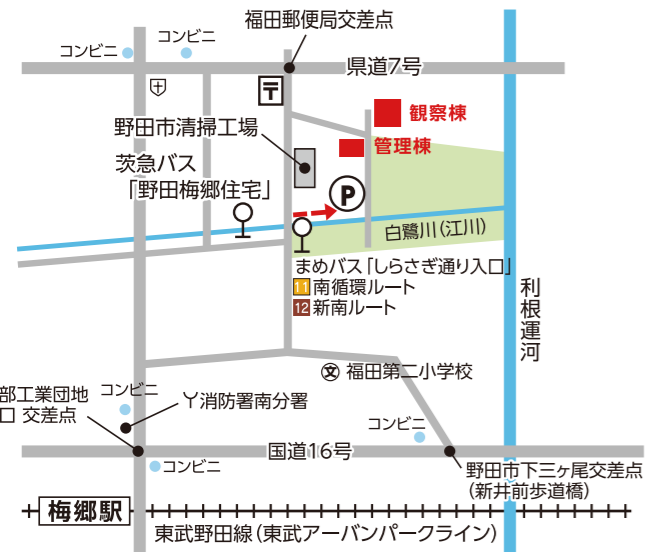 福田郵便局交差点
コンビニ
コンビニ
県道7号
〒
観察棟
野田市清掃工場
管理棟
茨急バス
「野田梅郷住宅」
P
白鷺川(江川)
まめバス「しらさぎ通り入口」
11南循環ルート
12新南ルート
利根運河
文 福田第二小学校
部工業団地
口 交差点
コンビニ
Y消防署南分署
コンビニ
国道16号
コンビニ
野田市下三ヶ尾交差点
(新井前歩道橋)
梅郷駅
東武野田線(東武アーバンパークライン)